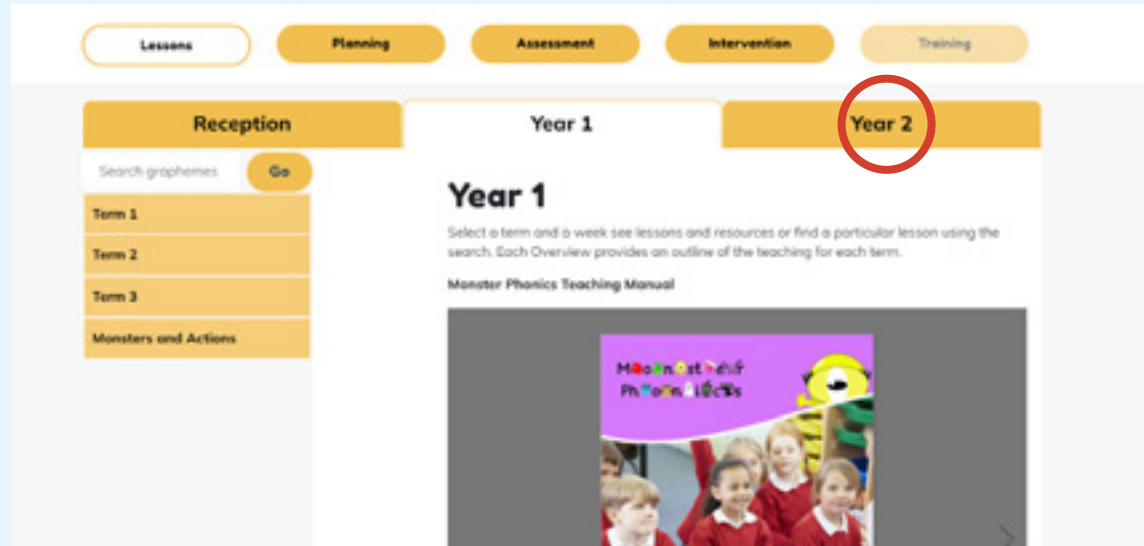 Lessons
Planning
Assessment
Intervention
Training
Reception
Year 1
Year 2
Search graphemes
Go
Term 1
Term 2
Term 3
Monsters and Actions
Year 1
Select a term and a week see lessons and resources or find a particular lesson using the
search. Each Overview provides an outline of the teaching for each term.
Monster Phonics Teaching Manual